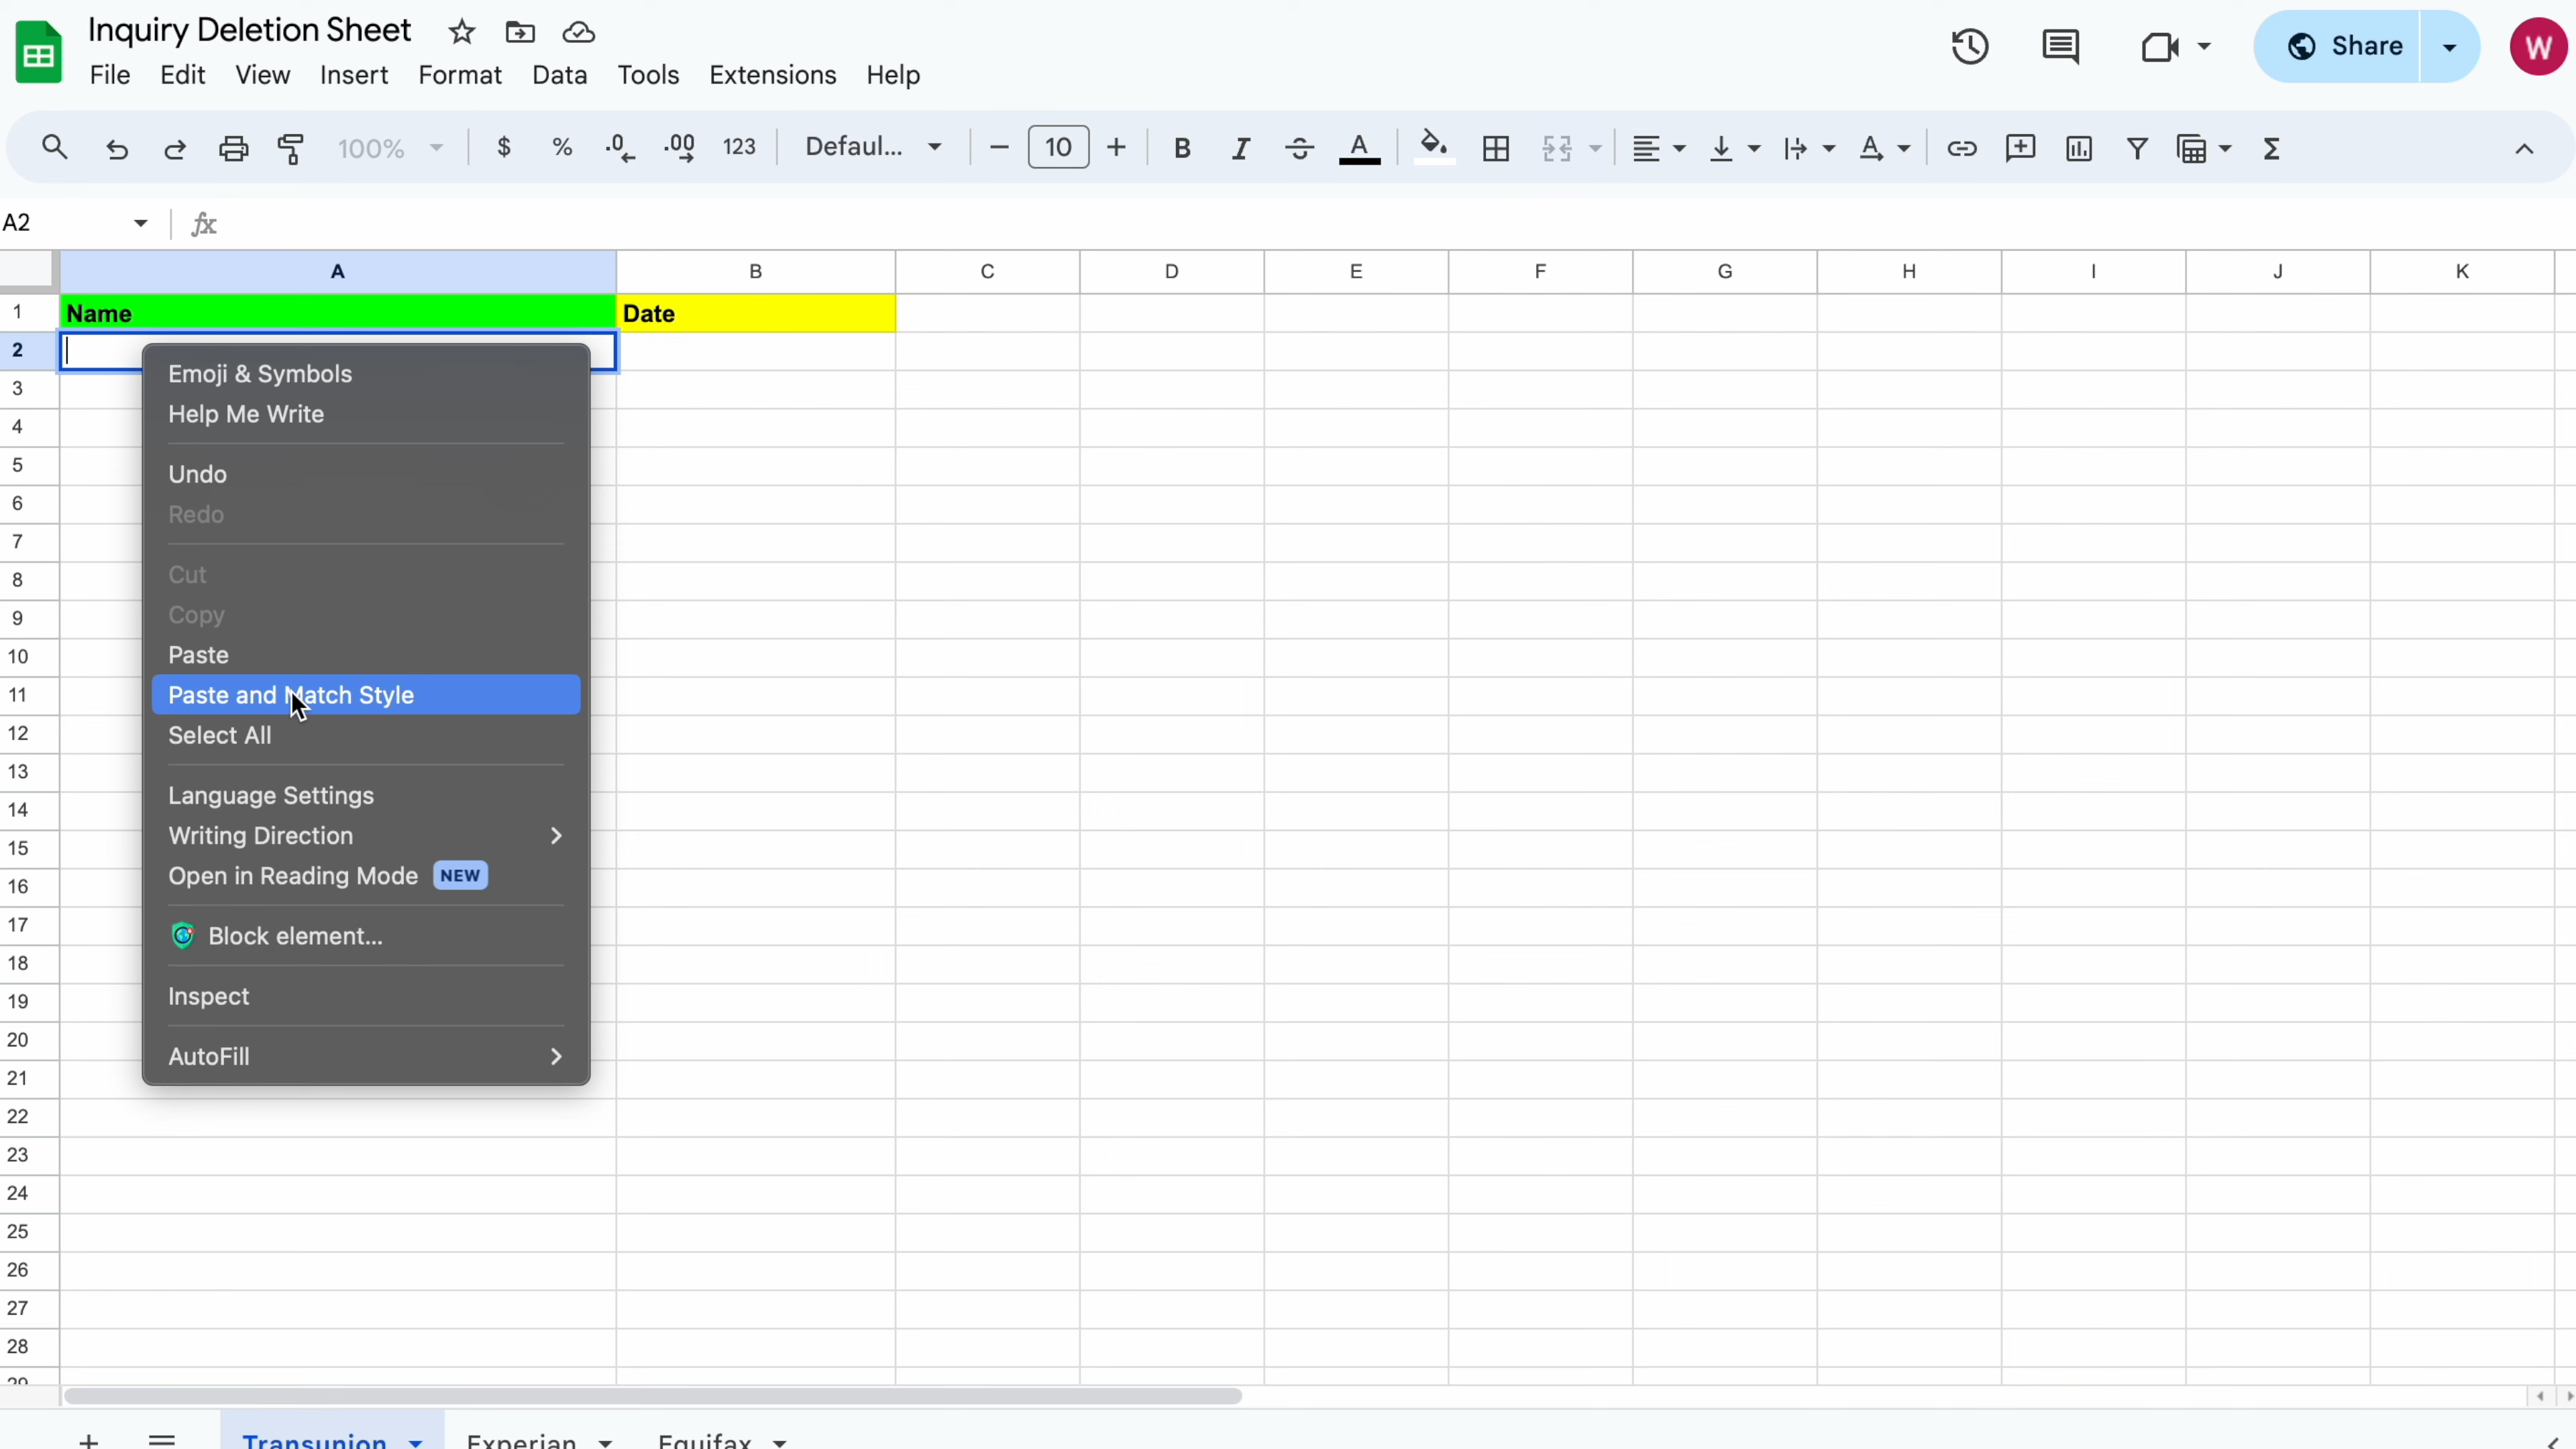 Inquiry Deletion Sheet
File Edit View Insert Format Data Tools Extensions Help
Share
W
100% $ % .0 .00 123 Defaul... 10 B I A A Σ
A2 fx
A B C D E F G H I J K
1 Name Date
2
3
4
5
6
7
8
9
10
11
12
13
14
15
16
17
18
19
20
21
22
23
24
25
26
27
28
29
Emoji & Symbols
Help Me Write
Undo
Redo
Cut
Copy
Paste
Paste and Match Style
Select All
Language Settings
Writing Direction
Open in Reading Mode NEW
Block element...
Inspect
AutoFill
Transunion Experian Equifax